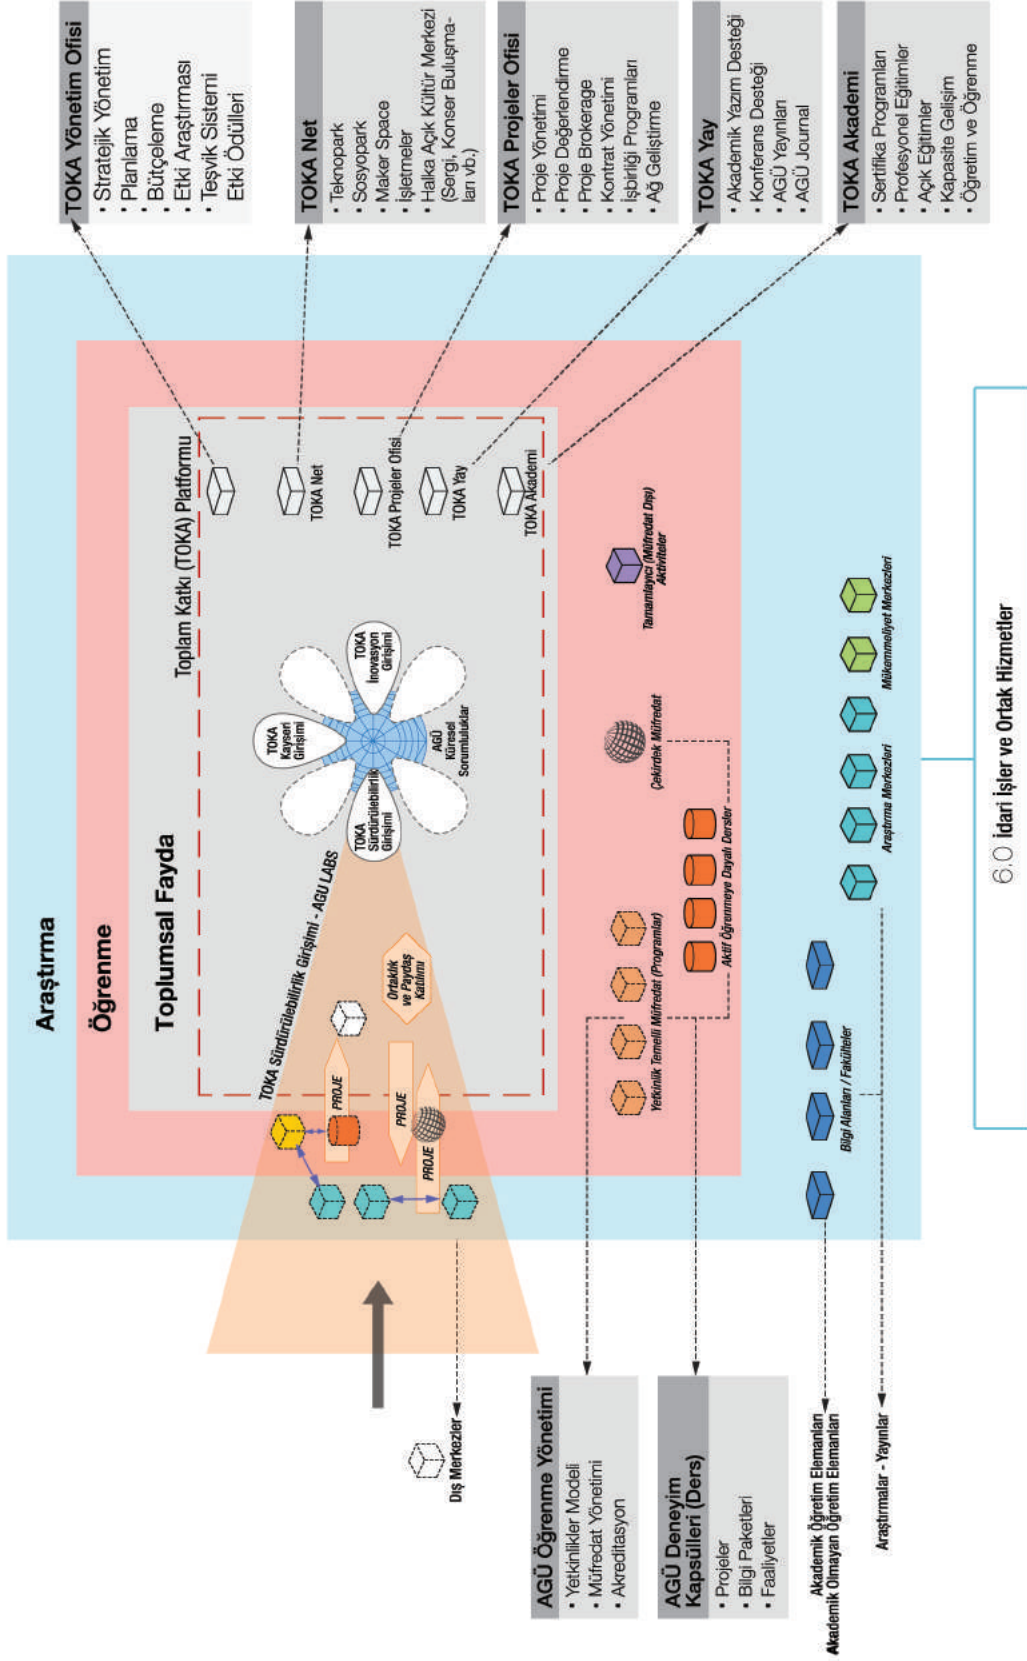 Araştırma
Öğrenme
Toplumsal Fayda
Toplam Katkı (TOKA) Platformu
TOKA Sürdürülebilirlik Girişimi - AGU LABS
TOKA
Kayseri
Girişimi
TOKA
Sürdürülebilirlik
Girişimi
TOKA
İnovasyon
Girişimi
AGÜ
Küresel
Sorumluluklar
PROJE
PROJE
PROJE
Ortaklık
ve Paydaş
Katılımı
TOKA Net
TOKA Projeler Ofisi
TOKA Yay
TOKA Akademi
TOKA Yönetim Ofisi
• Stratejik Yönetim
• Planlama
• Bütçeleme
• Etki Araştırması
• Teşvik Sistemi
Etki Ödülleri
TOKA Net
• Teknopark
• Sosyopark
• Maker Space
• İşletmeler
• Halka Açık Kültür Merkezi
(Sergi, Konser Buluşma-
ları vb.)
TOKA Projeler Ofisi
• Proje Yönetimi
• Proje Değerlendirme
• Proje Brokerage
• Kontrat Yönetimi
• İşbirliği Programları
• Ağ Geliştirme
TOKA Yay
• Akademik Yazım Desteği
• Konferans Desteği
• AGÜ Yayınları
• AGÜ Journal
TOKA Akademi
• Sertifika Programları
• Profesyonel Eğitimler
• Açık Eğitimler
• Kapasite Gelişim
• Öğretim ve Öğrenme
Dış Merkezler
Yetkinlik Temelli Müfredat (Programlar)
Çekirdek Müfredat
Tamamlayıcı (Müfredat Dışı)
Aktiviteler
Aktif Öğrenmeye Dayalı Dersler
AGÜ Öğrenme Yönetimi
• Yetkinlikler Modeli
• Müfredat Yönetimi
• Akreditasyon
AGÜ Deneyim
Kapsülleri (Ders)
• Projeler
• Bilgi Paketleri
• Faaliyetler
Bilgi Alanları / Fakülteler
Araştırma Merkezleri
Mükemmeliyet Merkezleri
Akademik Öğretim Elemanları
Akademik Olmayan Öğretim Elemanları
Araştırmalar - Yayınlar
6.0 İdari İşler ve Ortak Hizmetler